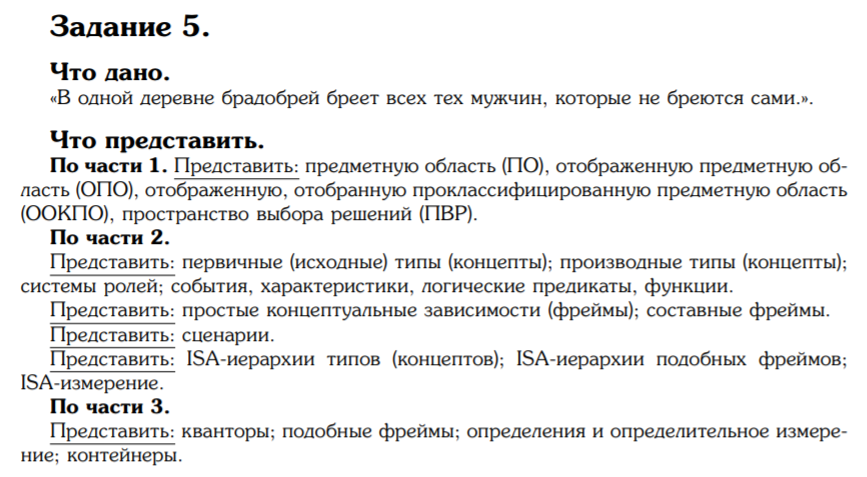 Задание 5.
Что дано.
«В одной деревне брадобрей бреет всех тех мужчин, которые не бреются сами.».
Что представить.
По части 1. Представить: предметную область (ПО), отображенную предметную об-
ласть (ОПО), отображенную, отобранную проклассифицированную предметную область
(ООКПО), пространство выбора решений (ПВР).
По части 2.
Представить: первичные (исходные) типы (концепты); производные типы (концепты);
системы ролей; события, характеристики, логические предикаты, функции.
Представить: простые концептуальные зависимости (фреймы); составные фреймы.
Представить: сценарии.
Представить: ISA-иерархии типов (концептов); ISA-иерархии подобных фреймов;
ISA-измерение.
По части 3.
Представить: кванторы; подобные фреймы; определения и определительное измере-
ние; контейнеры.